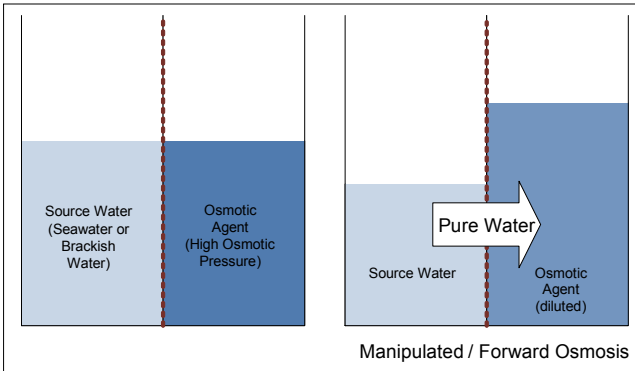 Source Water
(Seawater or
Brackish
Water)
Osmotic
Agent
(High Osmotic
Pressure)
Pure Water
Source Water
Osmotic
Agent
(diluted)
Manipulated / Forward Osmosis